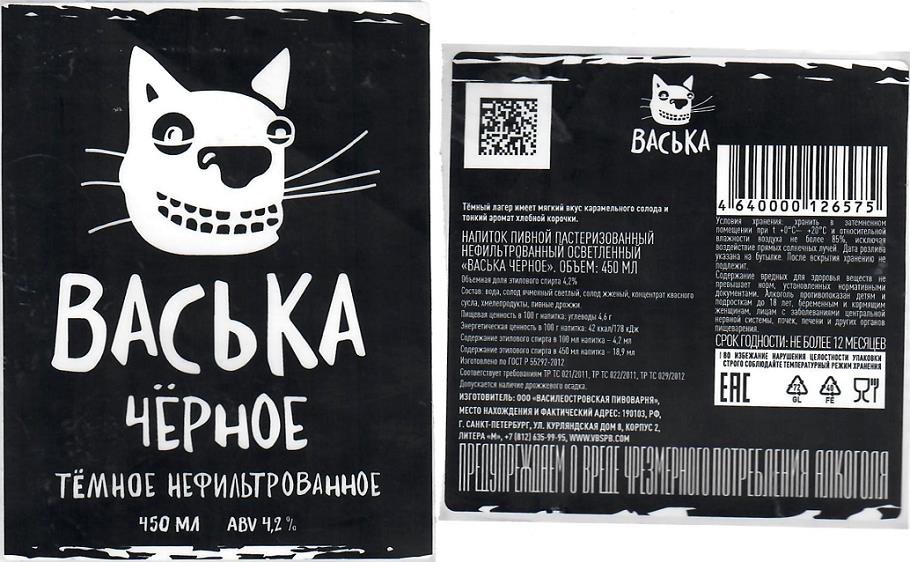 ВАСЬКА
ЧЁРНОЕ
ТЁМНОЕ НЕФИЛЬТРОВАННОЕ
450 МЛ ABV 4,2 %
ВАСЬКА
Тёмный лагер имеет мягкий вкус карамельного солода и
тонкий аромат хлебной корочки.
НАПИТОК ПИВНОЙ ПАСТЕРИЗОВАННЫЙ
НЕФИЛЬТРОВАННЫЙ ОСВЕТЛЕННЫЙ
«ВАСЬКА ЧЕРНОЕ». ОБЪЕМ: 450 МЛ
Объемная доля этилового спирта 4,2%
Состав: вода, солод ячменный светлый, солод жженый, концентрат квасного
сусла, хмелепродукты, пивные дрожжи.
Пищевая ценность в 100 г напитка: углеводы 4,6 г
Энергетическая ценность в 100 г напитка: 42 ккал/178 кДж
Содержание этилового спирта в 100 мл напитка – 4,2 мл
Содержание этилового спирта в 450 мл напитка – 18,9 мл
Изготовлено по ГОСТ Р 55292-2012
Соответствует требованиям ТР ТС 021/2011, ТР ТС 022/2011, ТР ТС 029/2012
Допускается наличие дрожжевого осадка.
ИЗГОТОВИТЕЛЬ: ООО «ВАСИЛЕОСТРОВСКАЯ ПИВОВАРНЯ»,
МЕСТО НАХОЖДЕНИЯ И ФАКТИЧЕСКИЙ АДРЕС: 190103, РФ,
Г. САНКТ-ПЕТЕРБУРГ, УЛ. КУРЛЯНДСКАЯ ДОМ 8, КОРПУС 2,
ЛИТЕРА «М», +7 (812) 635-99-95, WWW.VBSPB.COM
4 640000 126575
Условия хранения: хранить в затемненном
помещении при t +0°C— +20°C и относительной
влажности воздуха не более 85%, исключая
воздействие прямых солнечных лучей. Дата розлива
указана на бутылке. После вскрытия хранению не
подлежит.
Содержание вредных для здоровья веществ не
превышает норм, установленных нормативными
документами. Алкоголь противопоказан детям и
подросткам до 18 лет, беременным и кормящим
женщинам, лицам с заболеваниями центральной
нервной системы, почек, печени и других органов
пищеварения.
СРОК ГОДНОСТИ: НЕ БОЛЕЕ 12 МЕСЯЦЕВ
! ВО ИЗБЕЖАНИЕ НАРУШЕНИЯ ЦЕЛОСТНОСТИ УПАКОВКИ
СТРОГО СОБЛЮДАЙТЕ ТЕМПЕРАТУРНЫЙ РЕЖИМ ХРАНЕНИЯ
EAC 72 GL 40 FE
ПРЕДУПРЕЖДАЕМ О ВРЕДЕ ЧРЕЗМЕРНОГО ПОТРЕБЛЕНИЯ АЛКОГОЛЯ